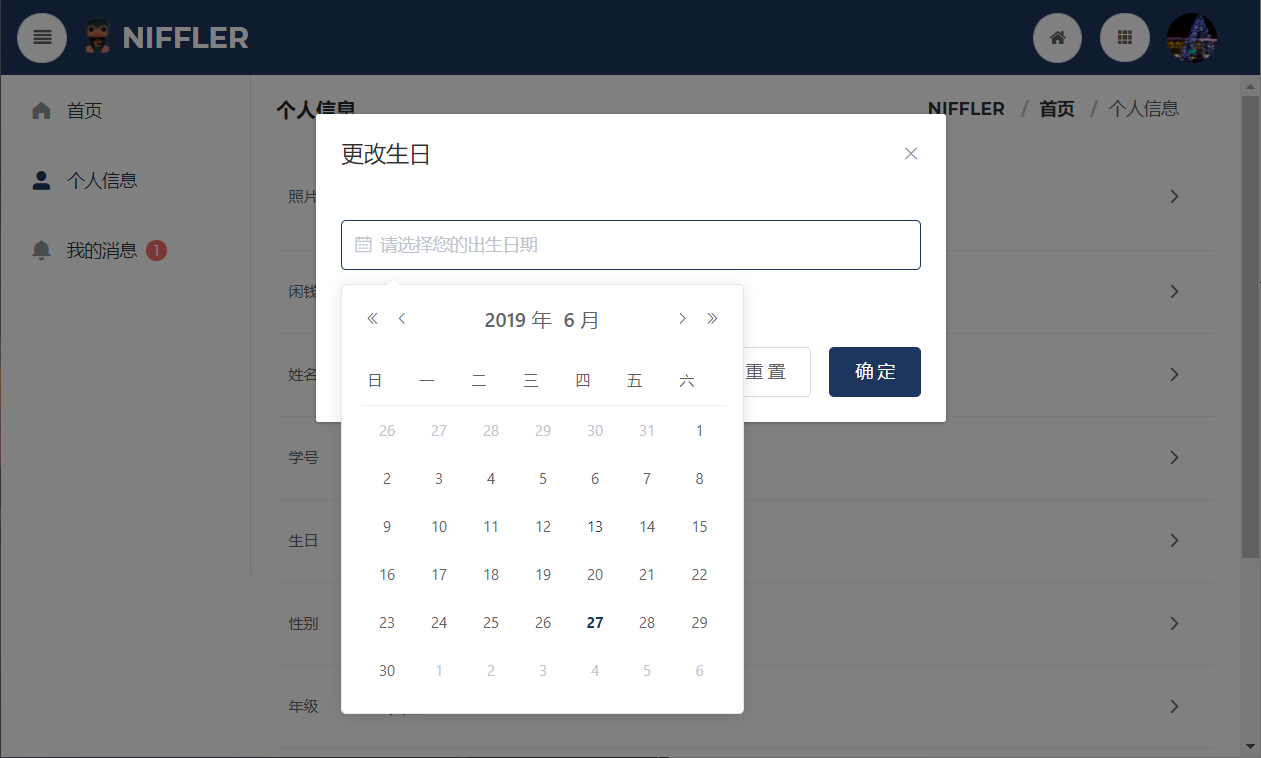 NIFFLER
首页
个人信息
我的消息 1
个人信息
NIFFLER / 首页 / 个人信息
照片
闲钱
姓名
学号
生日
性别
年级
更改生日
请选择您的出生日期
重置
确定
2019 年 6 月
日 一 二 三 四 五 六
26 27 28 29 30 31 1
2 3 4 5 6 7 8
9 10 11 12 13 14 15
16 17 18 19 20 21 22
23 24 25 26 27 28 29
30 1 2 3 4 5 6